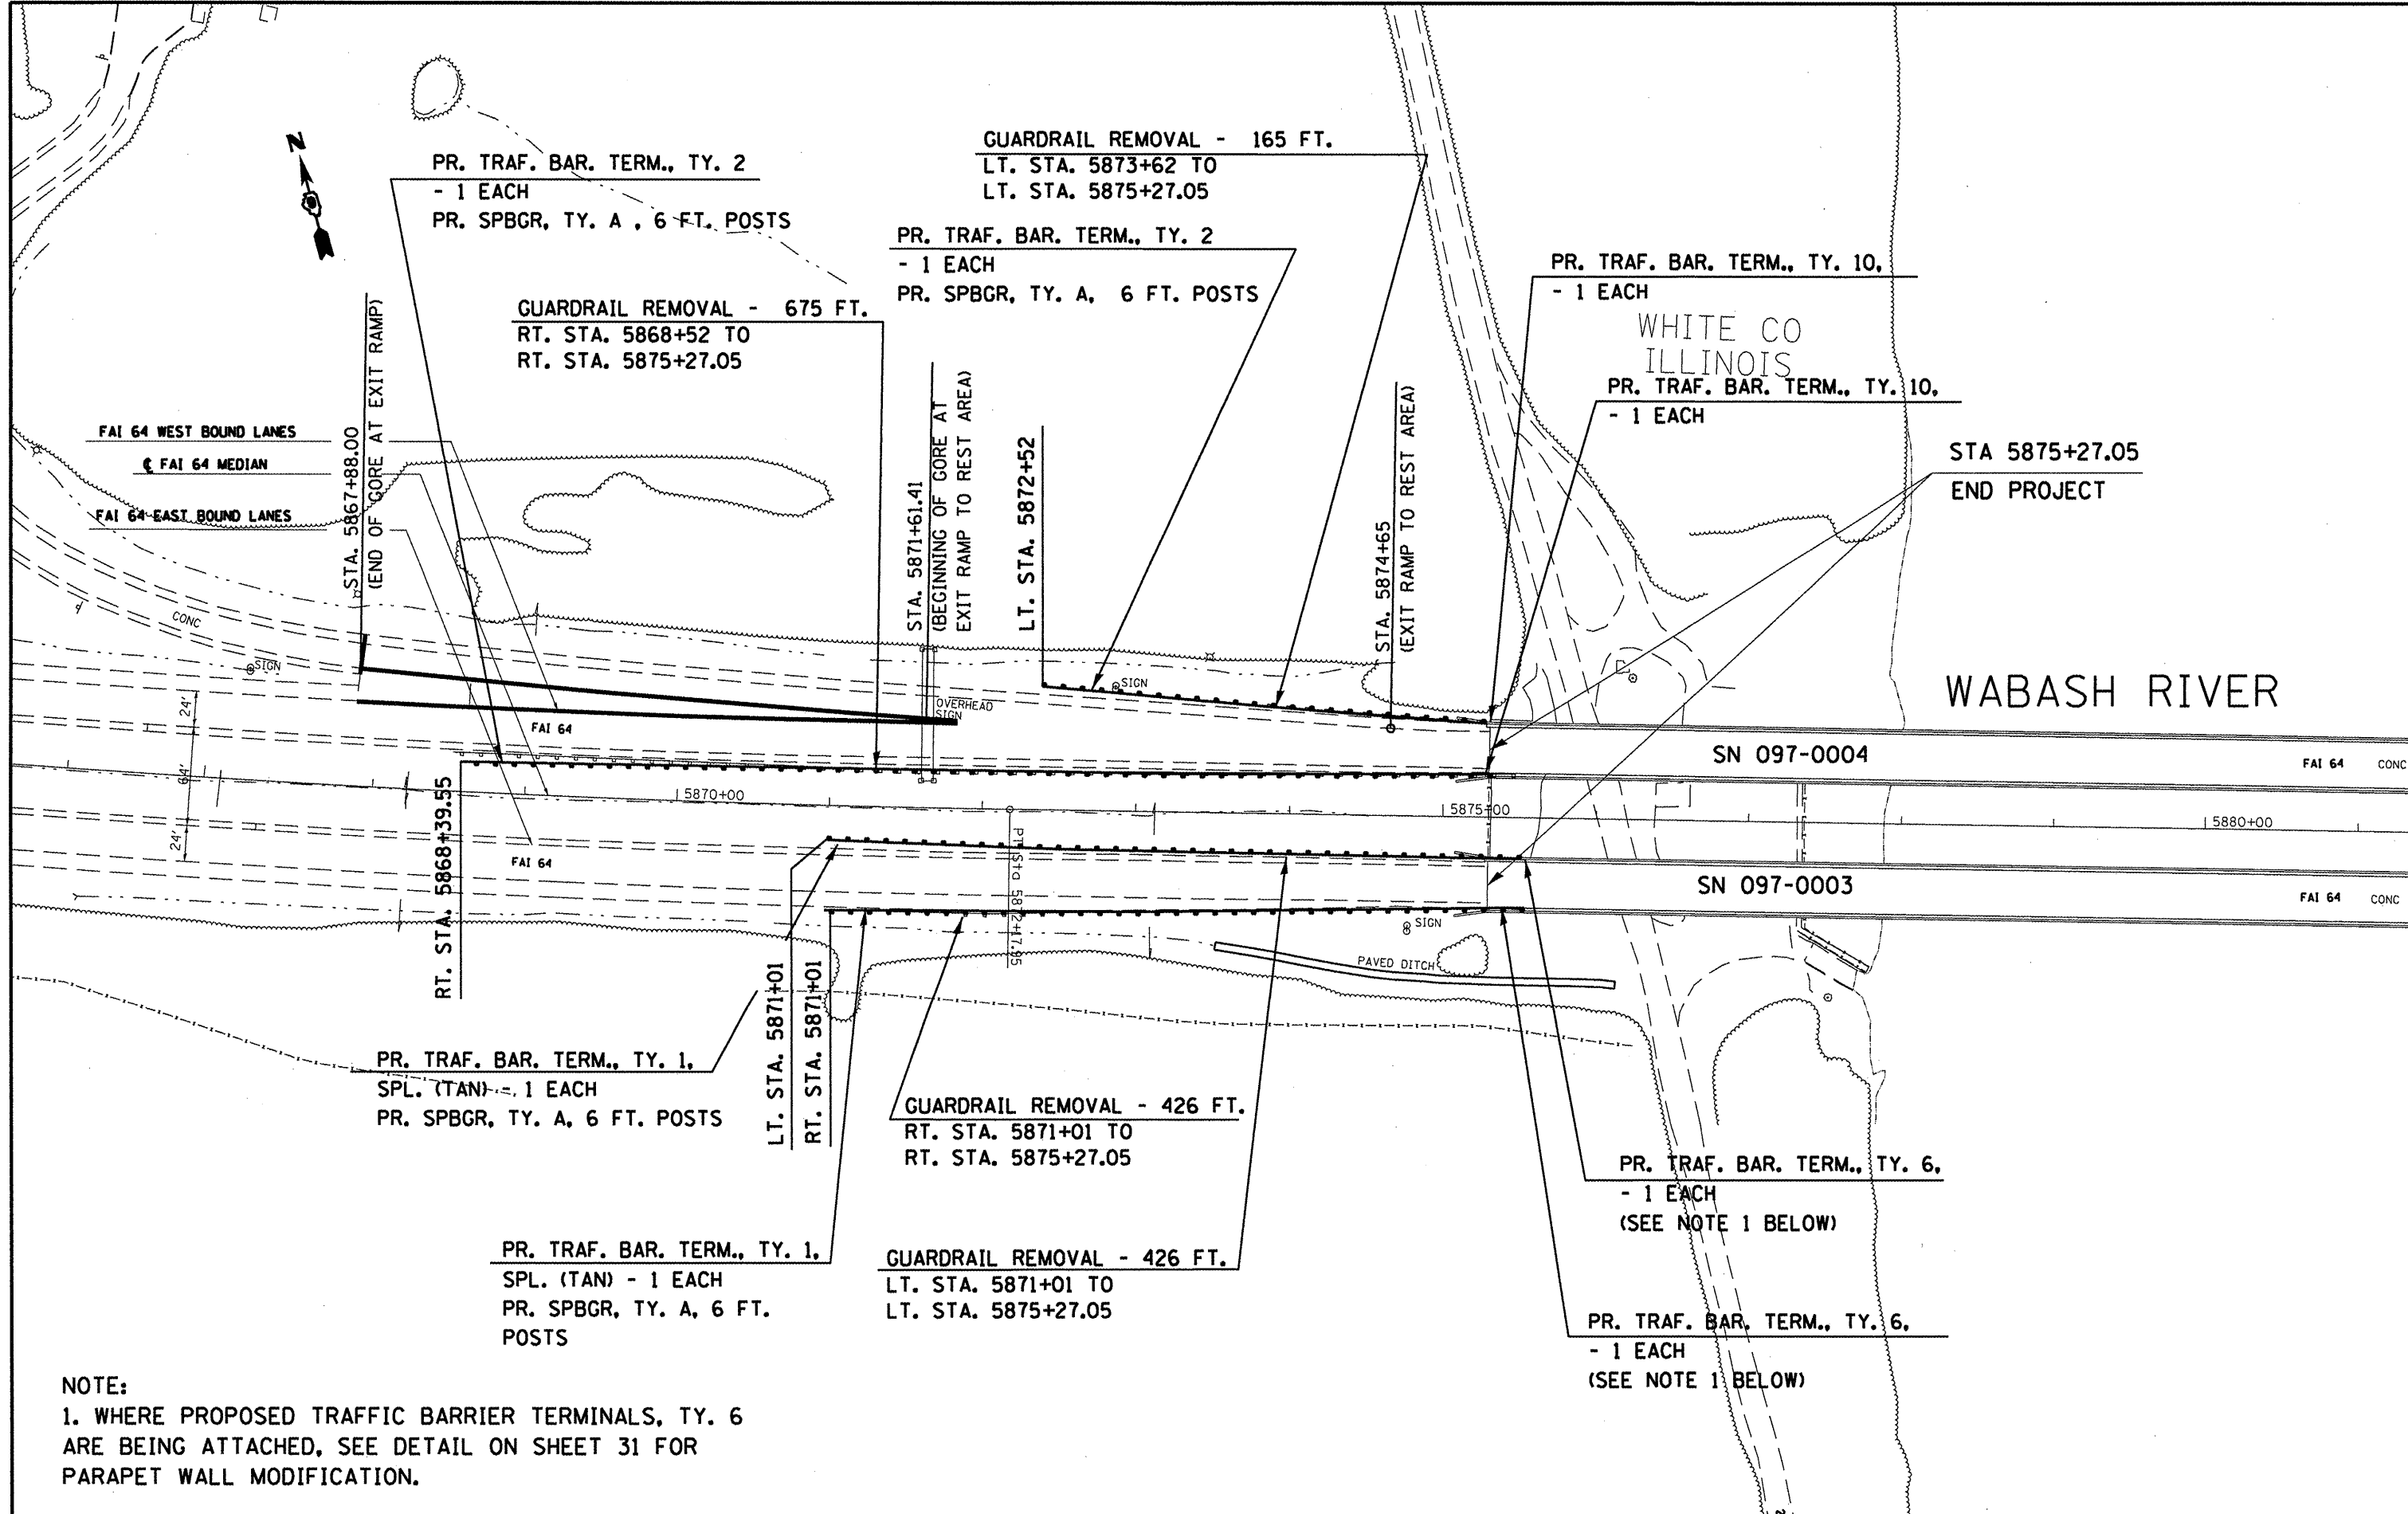 N
PR. TRAF. BAR. TERM., TY. 2
- 1 EACH
PR. SPBGR, TY. A , 6 FT. POSTS
GUARDRAIL REMOVAL - 165 FT.
LT. STA. 5873+62 TO
LT. STA. 5875+27.05
PR. TRAF. BAR. TERM., TY. 2
- 1 EACH
PR. SPBGR, TY. A, 6 FT. POSTS
GUARDRAIL REMOVAL - 675 FT.
RT. STA. 5868+52 TO
RT. STA. 5875+27.05
PR. TRAF. BAR. TERM., TY. 10,
- 1 EACH
WHITE CO
ILLINOIS
PR. TRAF. BAR. TERM., TY. 10,
- 1 EACH
STA 5875+27.05
END PROJECT
FAI 64 WEST BOUND LANES
℄ FAI 64 MEDIAN
FAI 64 EAST BOUND LANES
STA. 5867+88.00
(END OF GORE AT EXIT RAMP)
STA. 5871+61.41
(BEGINNING OF GORE AT
EXIT RAMP TO REST AREA)
LT. STA. 5872+52
STA. 5874+65
(EXIT RAMP TO REST AREA)
CONC
SIGN
SIGN
OVERHEAD
SIGN
FAI 64
WABASH RIVER
SN 097-0004
FAI 64 CONC
24'
64'
24'
5870+00
5875+00
5880+00
RT. STA. 5868+39.55
FAI 64
PT Sta 5872+17.95
SN 097-0003
FAI 64 CONC
SIGN
PAVED DITCH
LT. STA. 5871+01
RT. STA. 5871+01
PR. TRAF. BAR. TERM., TY. 1,
SPL. (TAN) - 1 EACH
PR. SPBGR, TY. A, 6 FT. POSTS
GUARDRAIL REMOVAL - 426 FT.
RT. STA. 5871+01 TO
RT. STA. 5875+27.05
PR. TRAF. BAR. TERM., TY. 6,
- 1 EACH
(SEE NOTE 1 BELOW)
PR. TRAF. BAR. TERM., TY. 1,
SPL. (TAN) - 1 EACH
PR. SPBGR, TY. A, 6 FT.
POSTS
GUARDRAIL REMOVAL - 426 FT.
LT. STA. 5871+01 TO
LT. STA. 5875+27.05
PR. TRAF. BAR. TERM., TY. 6,
- 1 EACH
(SEE NOTE 1 BELOW)
NOTE:
1. WHERE PROPOSED TRAFFIC BARRIER TERMINALS, TY. 6
ARE BEING ATTACHED, SEE DETAIL ON SHEET 31 FOR
PARAPET WALL MODIFICATION.